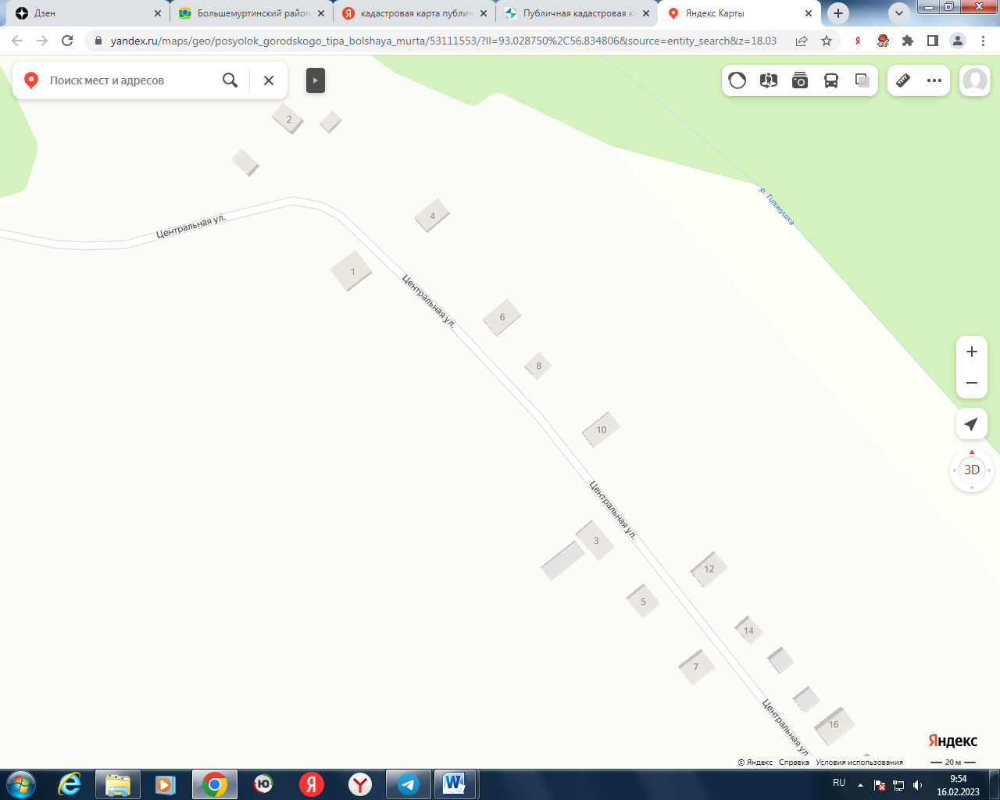 Дзен
Большемуртинский район
кадастровая карта публич
Публичная кадастровая ка
Яндекс Карты
yandex.ru/maps/geo/posyolok_gorodskogo_tipa_bolshaya_murta/53111553/?ll=93.028750%2C56.834806&source=entity_search&z=18.03
Поиск мест и адресов
2
р. Тигинушка
4
Центральная ул.
1
Центральная ул.
6
8
10
3D
Центральная ул.
3
12
5
14
7
Центральная ул.
16
Яндекс
© Яндекс Справка Условия использования
20 м
RU
9:54
16.02.2023